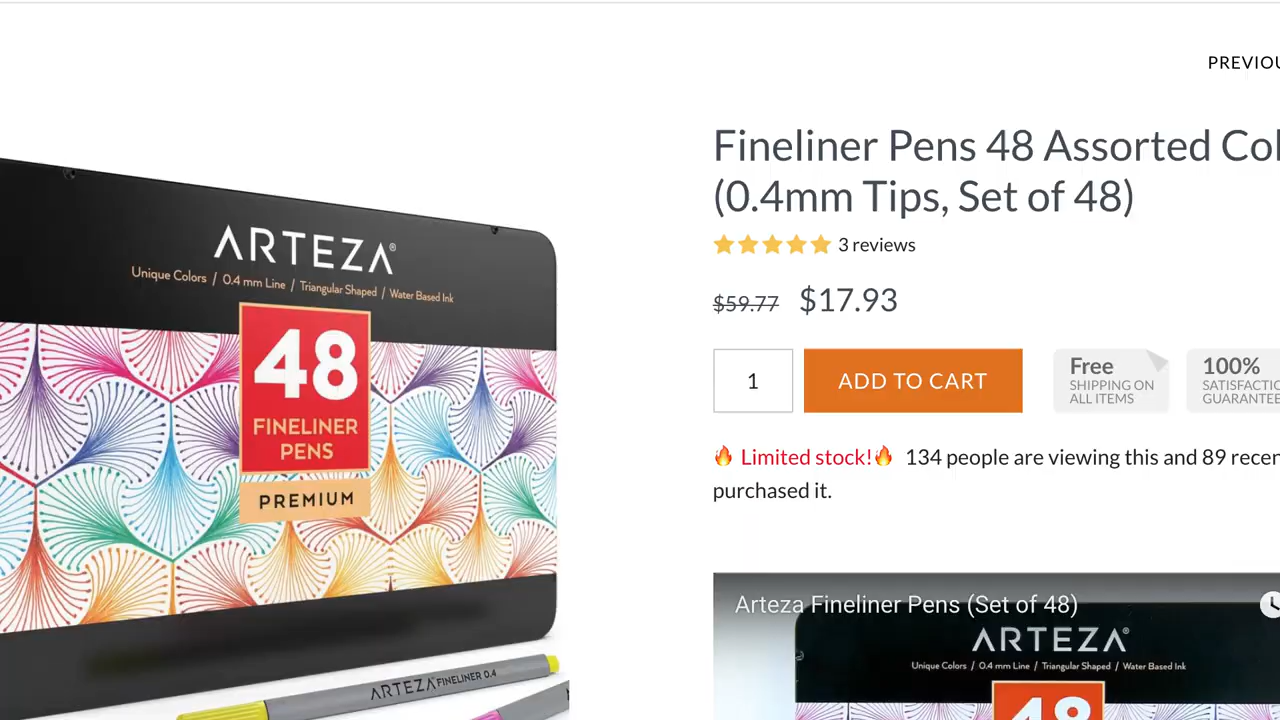 PREVIOU
Fineliner Pens 48 Assorted Col
(0.4mm Tips, Set of 48)
3 reviews
$59.77 $17.93
1
ADD TO CART
Free
SHIPPING ON
ALL ITEMS
100%
SATISFACTIO
GUARANTEE
🔥 Limited stock!🔥 134 people are viewing this and 89 recen
purchased it.
ARTEZA®
Unique Colors / 0.4 mm Line / Triangular Shaped / Water Based Ink
48
FINELINER
PENS
PREMIUM
ARTEZA FINELINER 0.4
Arteza Fineliner Pens (Set of 48)
ARTEZA®
Unique Colors / 0.4 mm Line / Triangular Shaped / Water Based Ink
48